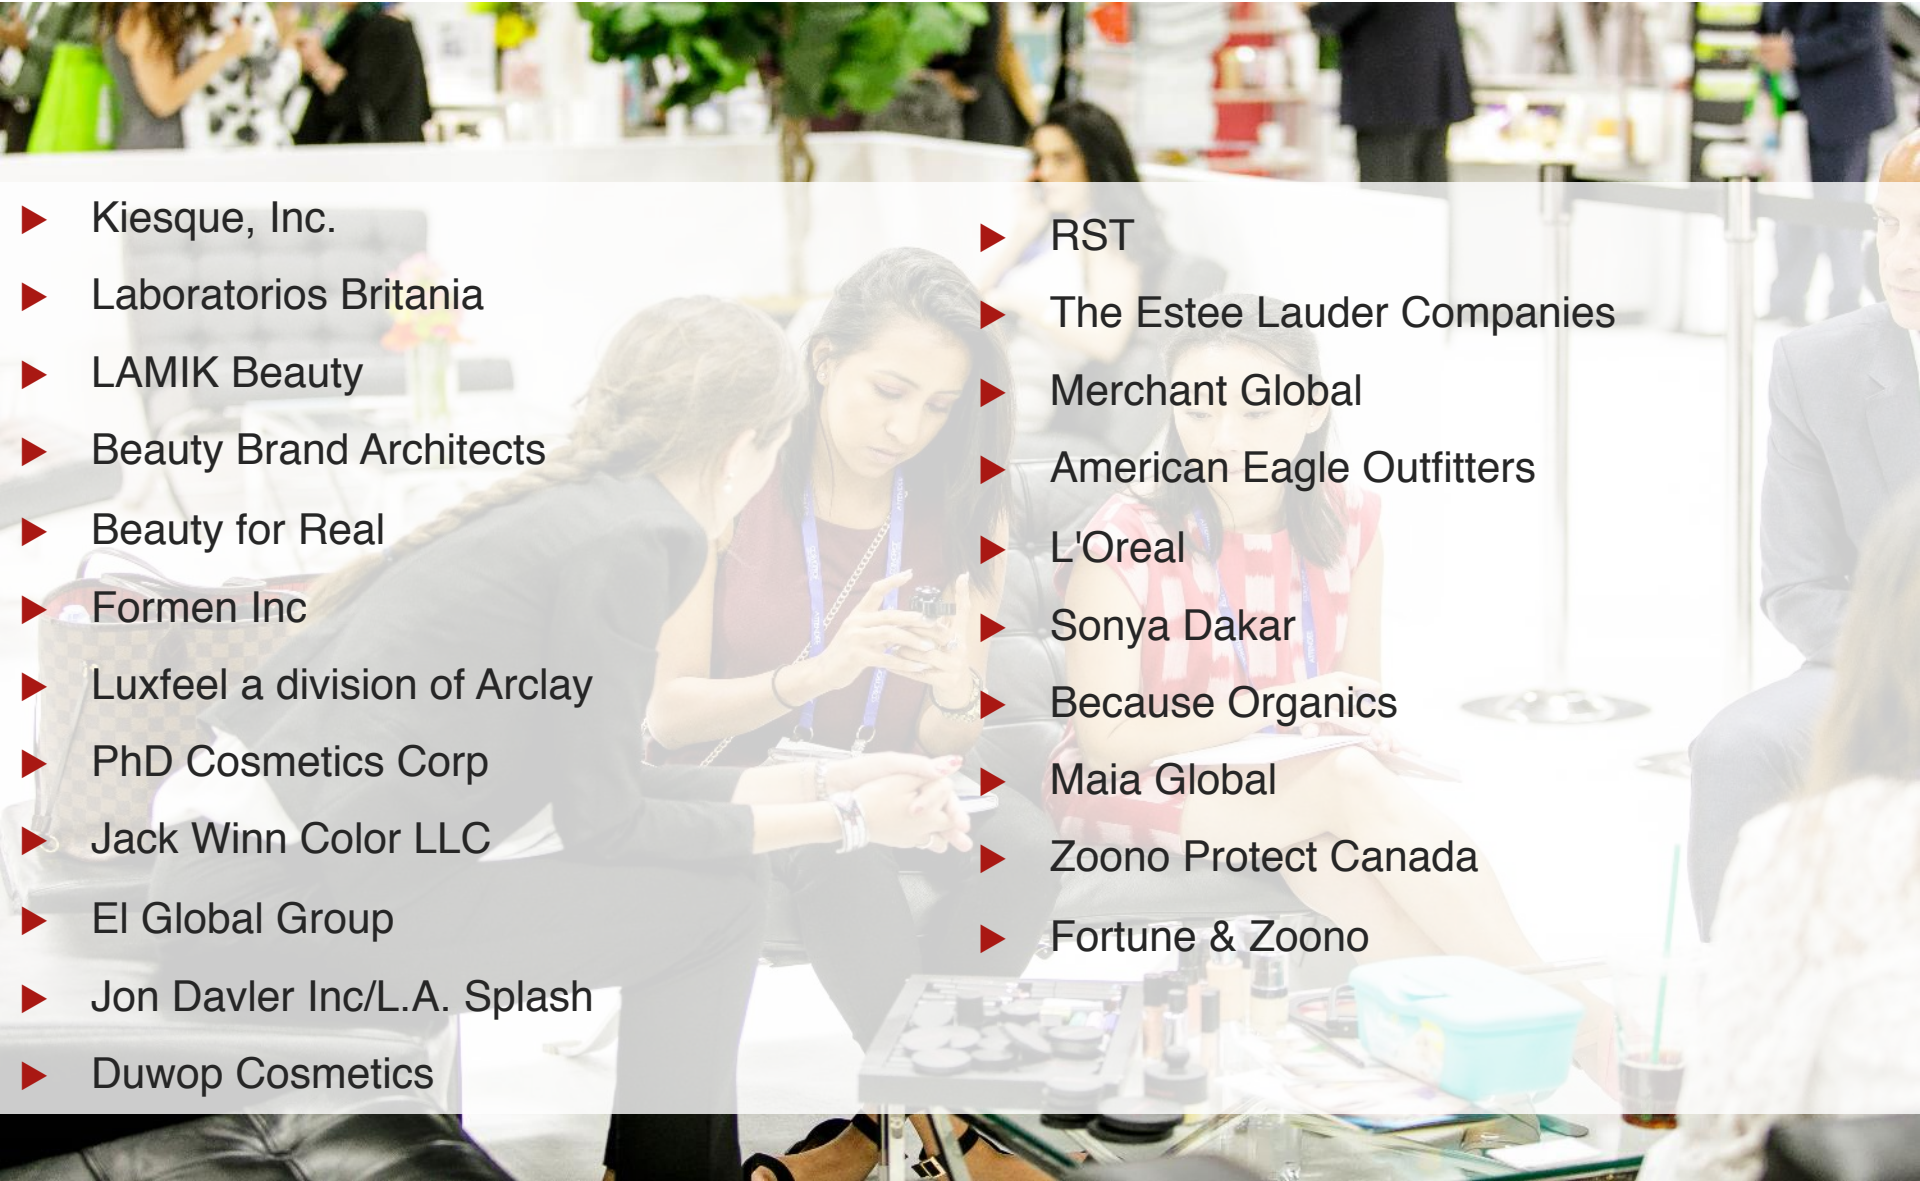 Kiesque, Inc.
Laboratorios Britania
LAMIK Beauty
Beauty Brand Architects
Beauty for Real
Formen Inc
Luxfeel a division of Arclay
PhD Cosmetics Corp
Jack Winn Color LLC
El Global Group
Jon Davler Inc/L.A. Splash
Duwop Cosmetics
RST
The Estee Lauder Companies
Merchant Global
American Eagle Outfitters
L'Oreal
Sonya Dakar
Because Organics
Maia Global
Zoono Protect Canada
Fortune & Zoono